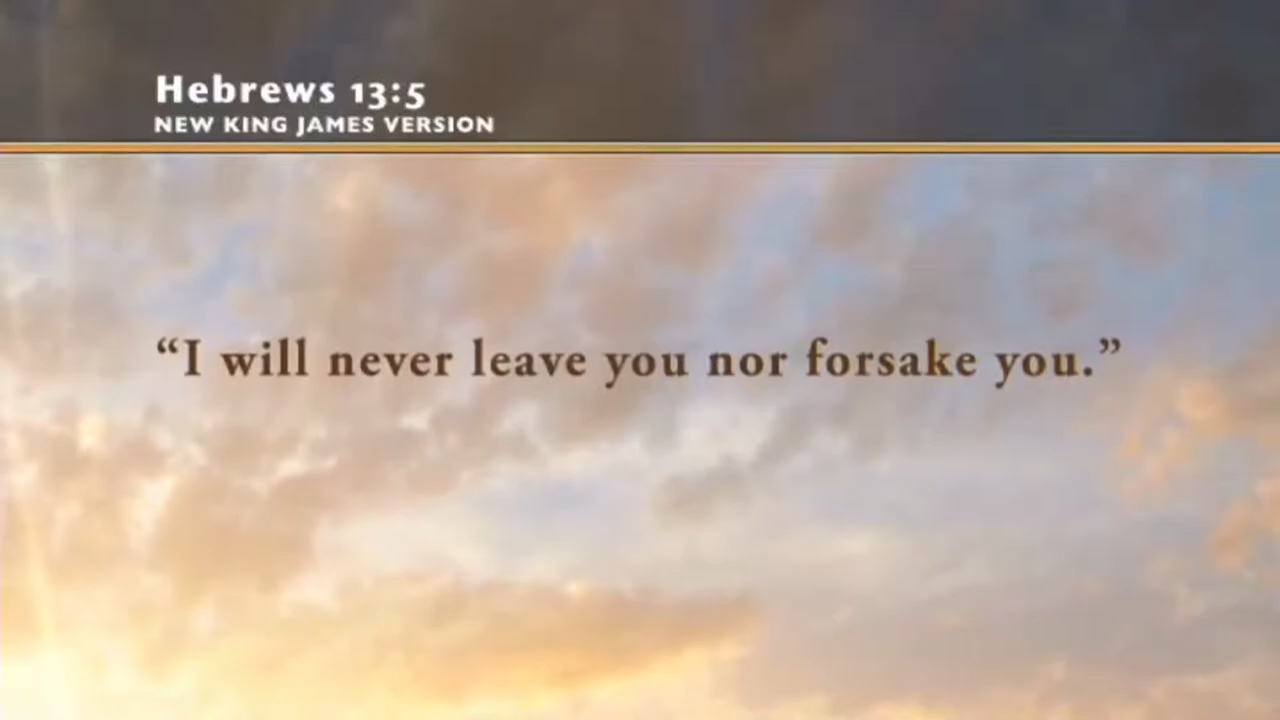 Hebrews 13:5
NEW KING JAMES VERSION
“I will never leave you nor forsake you.”